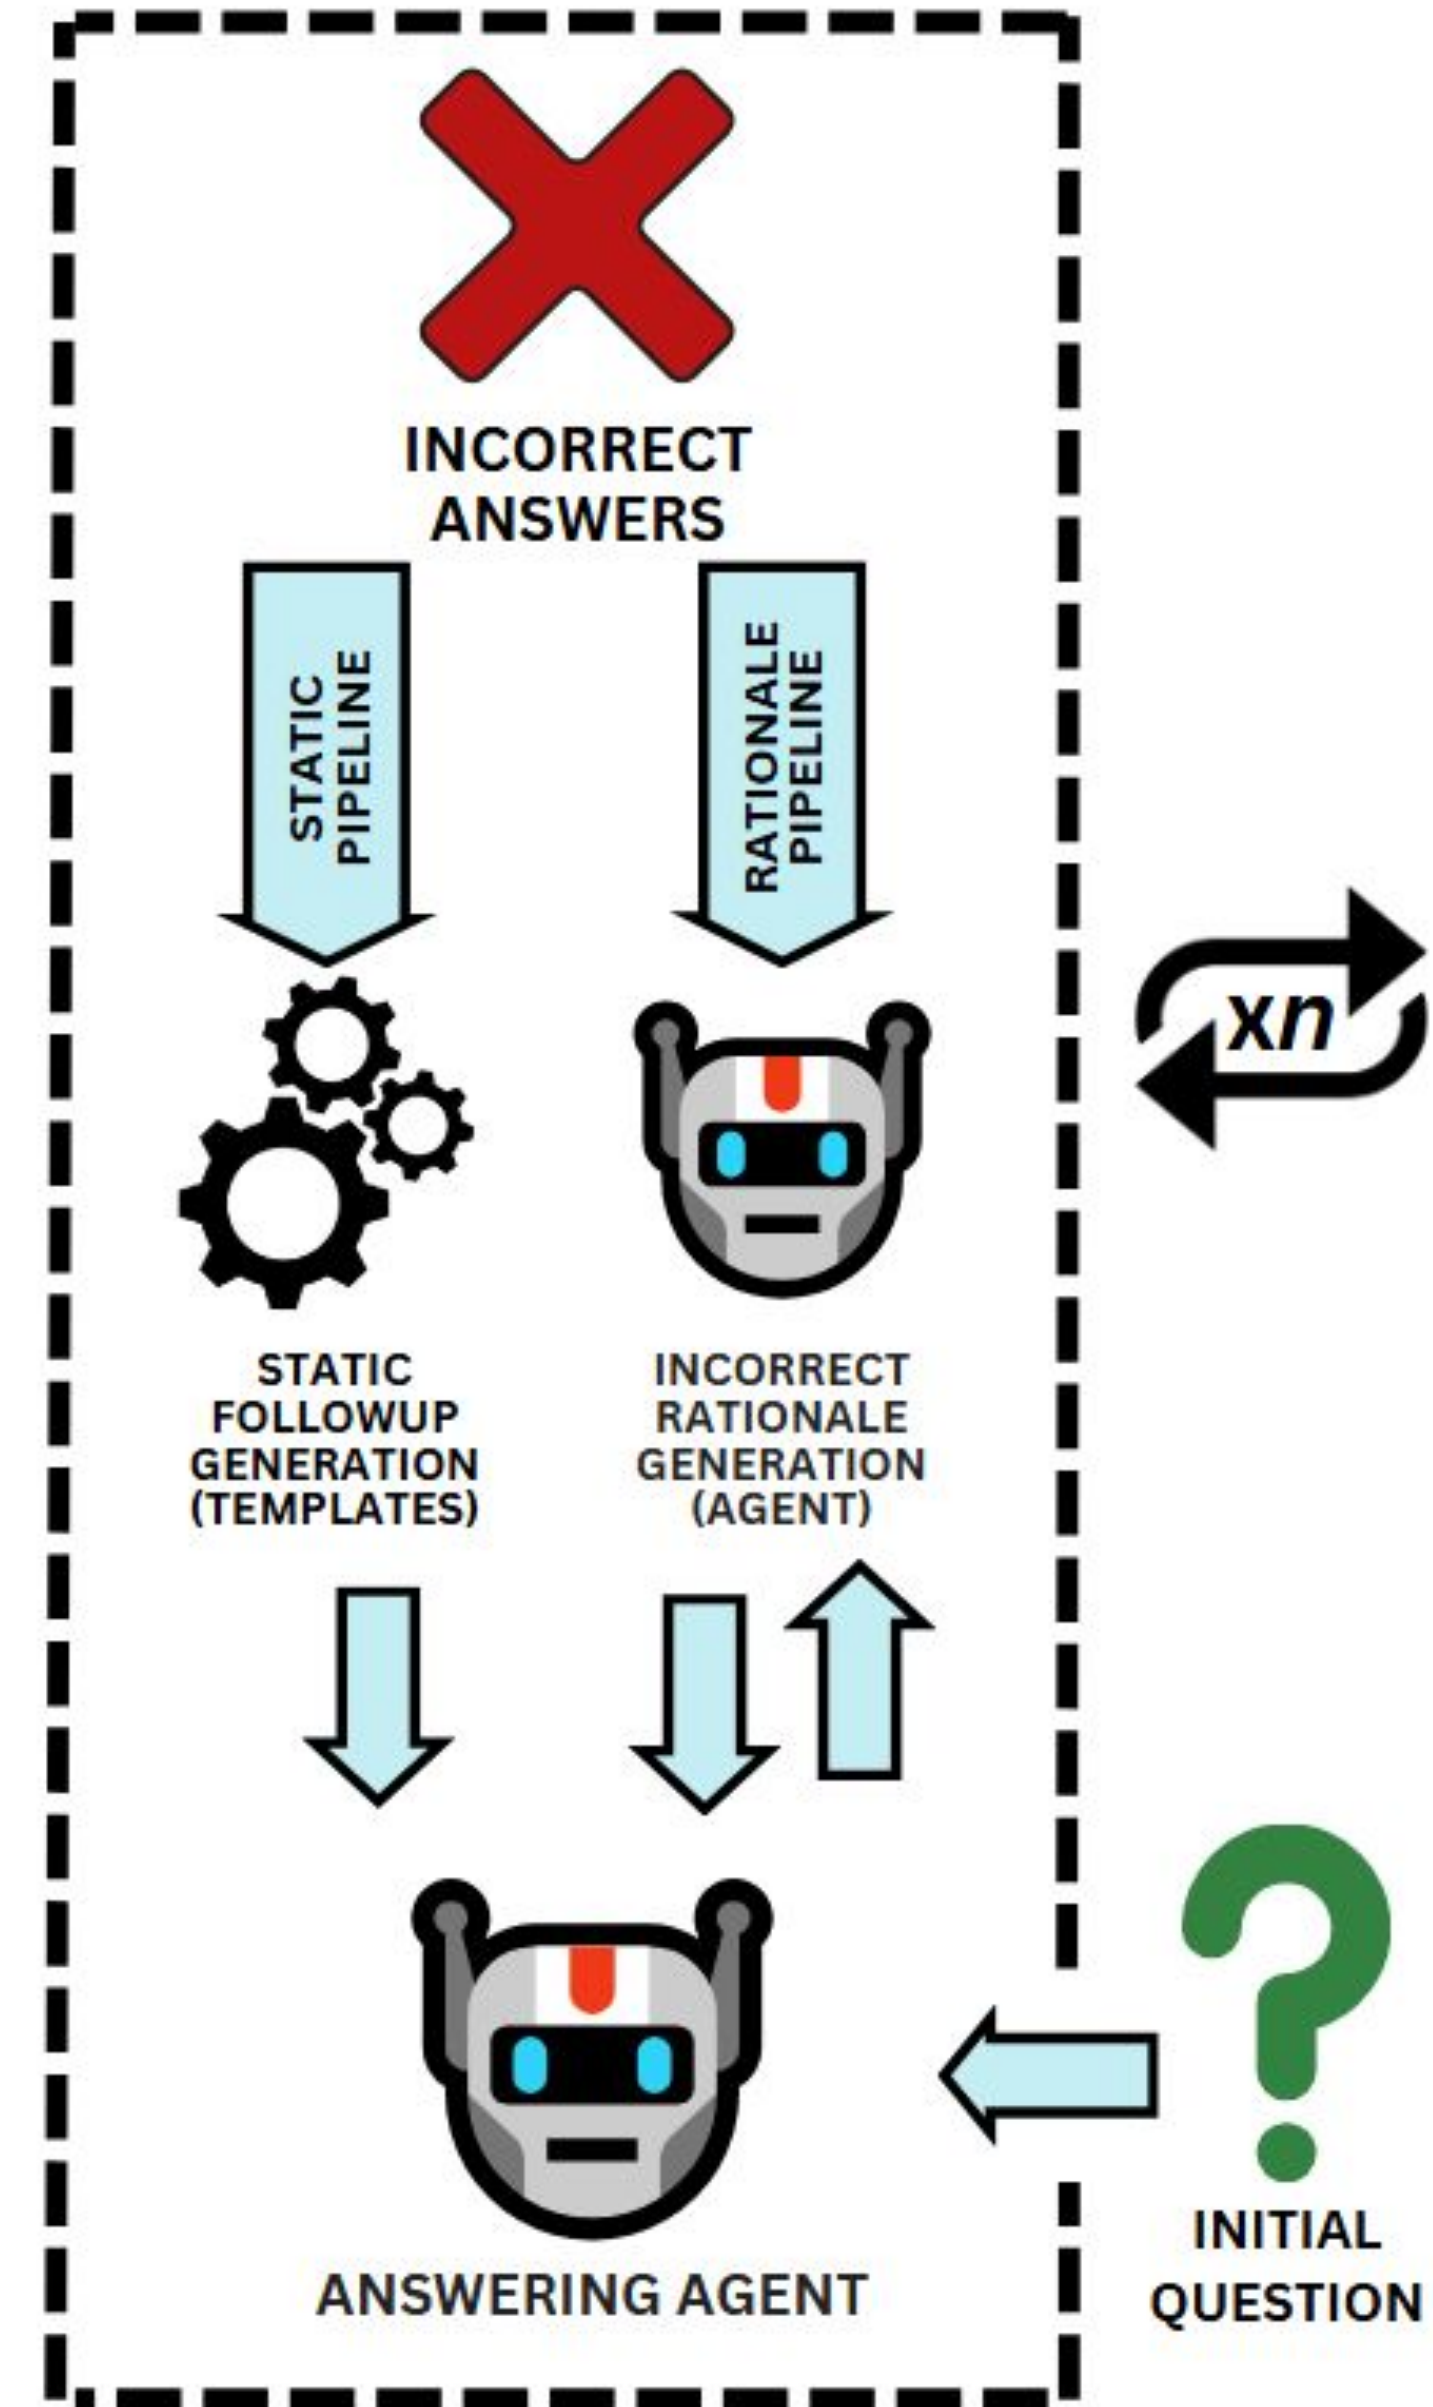 INCORRECT
ANSWERS
STATIC
PIPELINE
RATIONALE
PIPELINE
xn
STATIC
FOLLOWUP
GENERATION
(TEMPLATES)
INCORRECT
RATIONALE
GENERATION
(AGENT)
ANSWERING AGENT
INITIAL
QUESTION